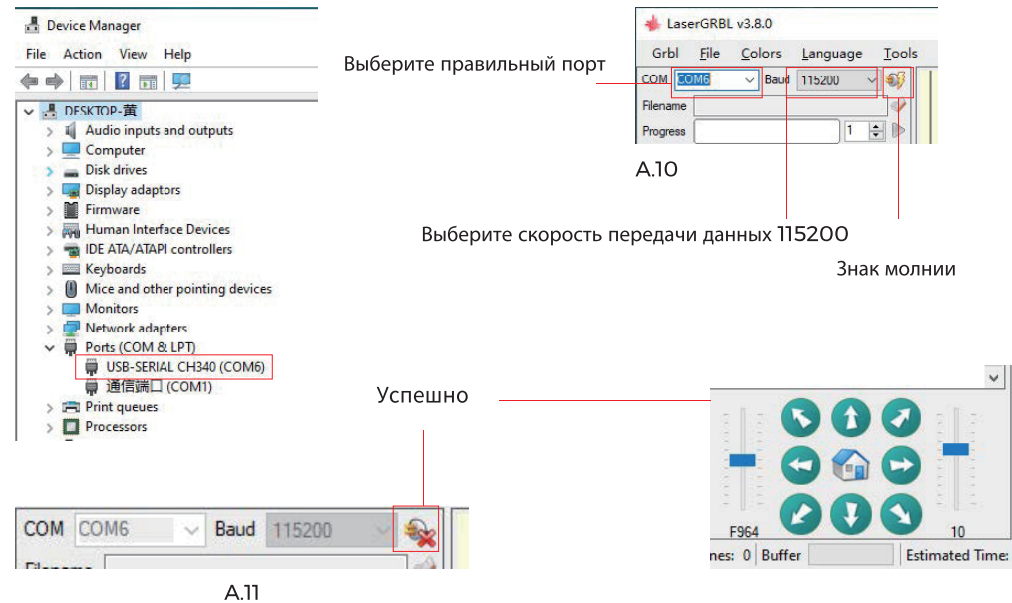 Device Manager
File Action View Help
DESKTOP-黄
Audio inputs and outputs
Computer
Disk drives
Display adaptors
Firmware
Human Interface Devices
IDE ATA/ATAPI controllers
Keyboards
Mice and other pointing devices
Monitors
Network adapters
Ports (COM & LPT)
USB-SERIAL CH340 (COM6)
通信端口 (COM1)
Print queues
Processors
Выберите правильный порт
LaserGRBL v3.8.0
Grbl File Colors Language Tools
COM COM6 Baud 115200
Filename
Progress 1
A.10
Выберите скорость передачи данных 115200
Знак молнии
Успешно
F964 10
nes: 0 Buffer Estimated Time:
COM COM6 Baud 115200
Filename
A.11